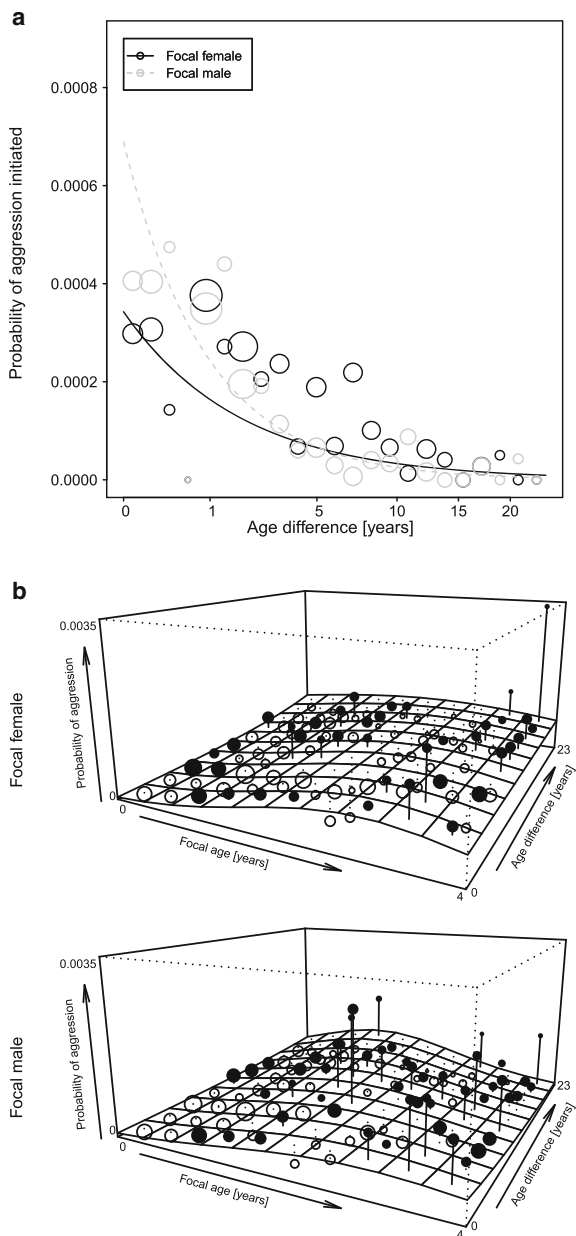 a
Focal female
Focal male
Probability of aggression initiated
0.0008
0.0006
0.0004
0.0002
0.0000
0 1 5 10 15 20
Age difference [years]
b
Focal female
0.0035
Probability of aggression
0
0
Focal age [years]
4
0
Age difference [years]
23
Focal male
0.0035
Probability of aggression
0
0
Focal age [years]
4
0
Age difference [years]
23